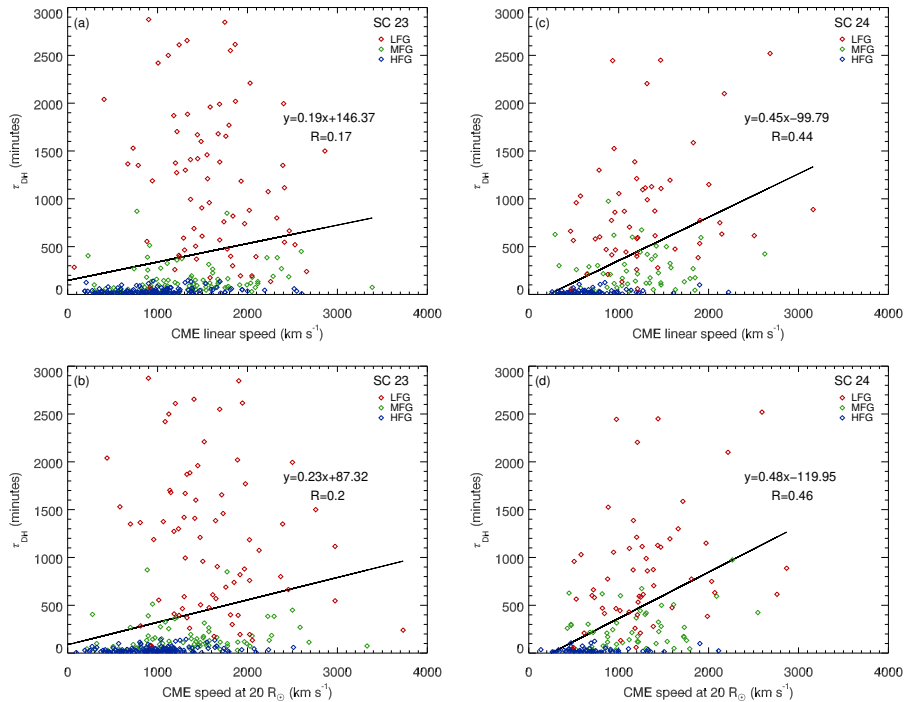 (a)
SC 23
LFG
MFG
HFG
y=0.19x+146.37
R=0.17
3000
2500
2000
1500
1000
500
0
τDH (minutes)
0 1000 2000 3000 4000
CME linear speed (km s⁻¹)
(c)
SC 24
LFG
MFG
HFG
y=0.45x−99.79
R=0.44
3000
2500
2000
1500
1000
500
0
τDH (minutes)
0 1000 2000 3000 4000
CME linear speed (km s⁻¹)
(b)
SC 23
LFG
MFG
HFG
y=0.23x+87.32
R=0.2
3000
2500
2000
1500
1000
500
0
τDH (minutes)
0 1000 2000 3000 4000
CME speed at 20 R☉ (km s⁻¹)
(d)
SC 24
LFG
MFG
HFG
y=0.48x−119.95
R=0.46
3000
2500
2000
1500
1000
500
0
τDH (minutes)
0 1000 2000 3000 4000
CME speed at 20 R☉ (km s⁻¹)